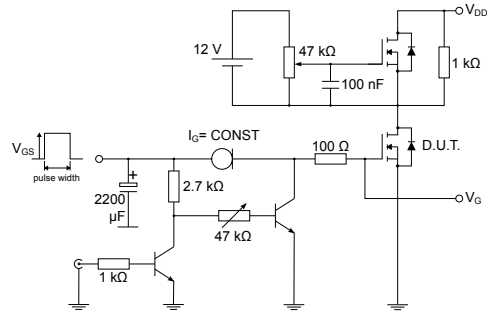 V_DD
12 V
47 kΩ
1 kΩ
100 nF
I_G= CONST
100 Ω
D.U.T.
V_GS
pulse width
+
2200
μF
2.7 kΩ
47 kΩ
V_G
1 kΩ